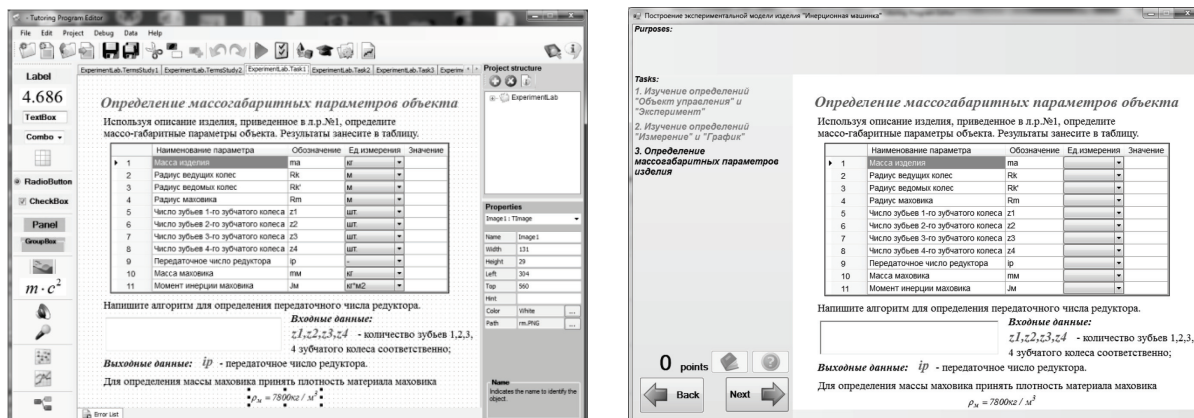 - Tutoring Program Editor
File Edit Project Debug Data Help
ExperimentLab.TermsStudy1 ExperimentLab.TermsStudy2 ExperimentLab.Task1 ExperimentLab.Task2 ExperimentLab.Task3 Experim
Label
4.686
TextBox
Combo
RadioButton
CheckBox
Panel
GroupBox
m · c²
Определение массогабаритных параметров объекта
Используя описание изделия, приведенное в л.р.№1, определите
массо-габаритные параметры объекта. Результаты занесите в таблицу.
Наименование параметра Обозначение Ед.измерения Значение
1 Масса изделия ma кг
2 Радиус ведущих колес Rk м
3 Радиус ведомых колес Rk' м
4 Радиус маховика Rm м
5 Число зубьев 1-го зубчатого колеса z1 шт.
6 Число зубьев 2-го зубчатого колеса z2 шт.
7 Число зубьев 3-го зубчатого колеса z3 шт.
8 Число зубьев 4-го зубчатого колеса z4 шт.
9 Передаточное число редуктора ip -
10 Масса маховика mм кг
11 Момент инерции маховика Jм кг*м2
Напишите алгоритм для определения передаточного числа редуктора.
Входные данные:
z1,z2,z3,z4 - количество зубьев 1,2,3,
4 зубчатого колеса соответственно;
Выходные данные: ip - передаточное число редуктора.
Для определения массы маховика принять плотность материала маховика
ρм = 7800кг / м³
Error List
Project structure
ExperimentLab
Properties
Image1 : TImage
Name Image1
Width 131
Height 29
Left 304
Top 560
Hint
Color White ...
Path rm.PNG ...
Name
Indicates the name to identify the
object.
Построение экспериментальной модели изделия "Инерционная машинка"
Purposes:
Tasks:
1. Изучение определений
"Объект управления" и
"Эксперимент"
2. Изучение определений
"Измерение" и "График"
3. Определение
массогабаритных параметров
изделия
0 points
Back Next
Определение массогабаритных параметров объекта
Используя описание изделия, приведенное в л.р.№1, определите
массо-габаритные параметры объекта. Результаты занесите в таблицу.
Наименование параметра Обозначение Ед.измерения Значение
1 Масса изделия ma
2 Радиус ведущих колес Rk
3 Радиус ведомых колес Rk'
4 Радиус маховика Rm
5 Число зубьев 1-го зубчатого колеса z1
6 Число зубьев 2-го зубчатого колеса z2
7 Число зубьев 3-го зубчатого колеса z3
8 Число зубьев 4-го зубчатого колеса z4
9 Передаточное число редуктора ip
10 Масса маховика mм
11 Момент инерции маховика Jм
Напишите алгоритм для определения передаточного числа редуктора.
Входные данные:
z1,z2,z3,z4 - количество зубьев 1,2,3,
4 зубчатого колеса соответственно;
Выходные данные: ip - передаточное число редуктора.
Для определения массы маховика принять плотность материала маховика
ρм = 7800кг / м³